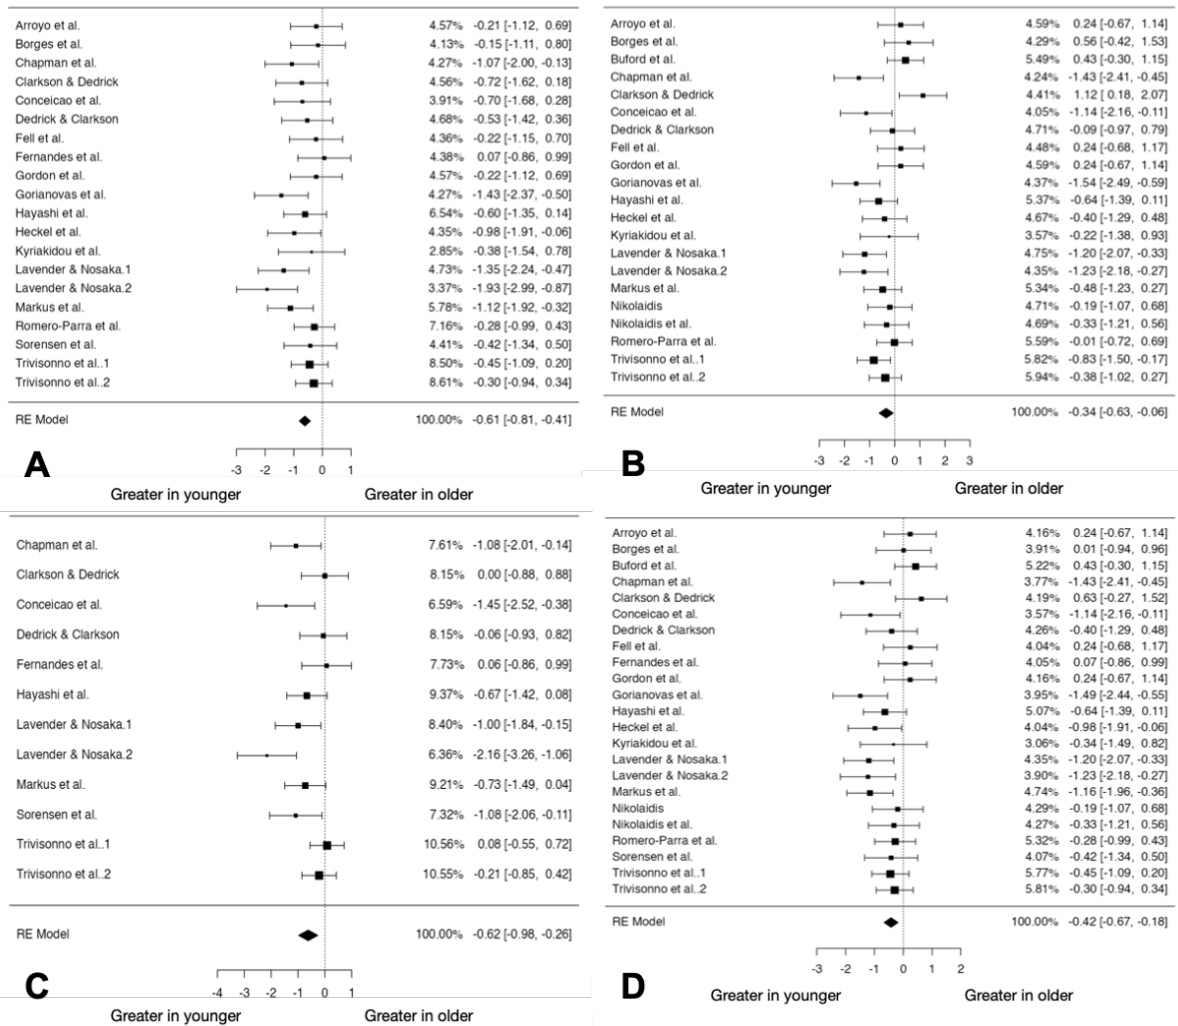 Arroyo et al. 4.57% -0.21 [-1.12, 0.69]
Borges et al. 4.13% -0.15 [-1.11, 0.80]
Chapman et al. 4.27% -1.07 [-2.00, -0.13]
Clarkson & Dedrick 4.56% -0.72 [-1.62, 0.18]
Conceicao et al. 3.91% -0.70 [-1.68, 0.28]
Dedrick & Clarkson 4.68% -0.53 [-1.42, 0.36]
Fell et al. 4.36% -0.22 [-1.15, 0.70]
Fernandes et al. 4.38% 0.07 [-0.86, 0.99]
Gordon et al. 4.57% -0.22 [-1.12, 0.69]
Gorianovas et al. 4.27% -1.43 [-2.37, -0.50]
Hayashi et al. 6.54% -0.60 [-1.35, 0.14]
Heckel et al. 4.35% -0.98 [-1.91, -0.06]
Kyriakidou et al. 2.85% -0.38 [-1.54, 0.78]
Lavender & Nosaka.1 4.73% -1.35 [-2.24, -0.47]
Lavender & Nosaka.2 3.37% -1.93 [-2.99, -0.87]
Markus et al. 5.78% -1.12 [-1.92, -0.32]
Romero-Parra et al. 7.16% -0.28 [-0.99, 0.43]
Sorensen et al. 4.41% -0.42 [-1.34, 0.50]
Trivisonno et al..1 8.50% -0.45 [-1.09, 0.20]
Trivisonno et al..2 8.61% -0.30 [-0.94, 0.34]
RE Model 100.00% -0.61 [-0.81, -0.41]
A
-3 -2 -1 0 1
Greater in younger Greater in older
Arroyo et al. 4.59% 0.24 [-0.67, 1.14]
Borges et al. 4.29% 0.56 [-0.42, 1.53]
Buford et al. 5.49% 0.43 [-0.30, 1.15]
Chapman et al. 4.24% -1.43 [-2.41, -0.45]
Clarkson & Dedrick 4.41% 1.12 [ 0.18, 2.07]
Conceicao et al. 4.05% -1.14 [-2.16, -0.11]
Dedrick & Clarkson 4.71% -0.09 [-0.97, 0.79]
Fell et al. 4.48% 0.24 [-0.68, 1.17]
Gordon et al. 4.59% 0.24 [-0.67, 1.14]
Gorianovas et al. 4.37% -1.54 [-2.49, -0.59]
Hayashi et al. 5.37% -0.64 [-1.39, 0.11]
Heckel et al. 4.67% -0.40 [-1.29, 0.48]
Kyriakidou et al. 3.57% -0.22 [-1.38, 0.93]
Lavender & Nosaka.1 4.75% -1.20 [-2.07, -0.33]
Lavender & Nosaka.2 4.35% -1.23 [-2.18, -0.27]
Markus et al. 5.34% -0.48 [-1.23, 0.27]
Nikolaidis 4.71% -0.19 [-1.07, 0.68]
Nikolaidis et al. 4.69% -0.33 [-1.21, 0.56]
Romero-Parra et al. 5.59% -0.01 [-0.72, 0.69]
Trivisonno et al..1 5.82% -0.83 [-1.50, -0.17]
Trivisonno et al..2 5.94% -0.38 [-1.02, 0.27]
RE Model 100.00% -0.34 [-0.63, -0.06]
B
-3 -2 -1 0 1 2 3
Greater in younger Greater in older
Chapman et al. 7.61% -1.08 [-2.01, -0.14]
Clarkson & Dedrick 8.15% 0.00 [-0.88, 0.88]
Conceicao et al. 6.59% -1.45 [-2.52, -0.38]
Dedrick & Clarkson 8.15% -0.06 [-0.93, 0.82]
Fernandes et al. 7.73% 0.06 [-0.86, 0.99]
Hayashi et al. 9.37% -0.67 [-1.42, 0.08]
Lavender & Nosaka.1 8.40% -1.00 [-1.84, -0.15]
Lavender & Nosaka.2 6.36% -2.16 [-3.26, -1.06]
Markus et al. 9.21% -0.73 [-1.49, 0.04]
Sorensen et al. 7.32% -1.08 [-2.06, -0.11]
Trivisonno et al..1 10.56% 0.08 [-0.55, 0.72]
Trivisonno et al..2 10.55% -0.21 [-0.85, 0.42]
RE Model 100.00% -0.62 [-0.98, -0.26]
C
-4 -3 -2 -1 0 1
Greater in younger Greater in older
Arroyo et al. 4.16% 0.24 [-0.67, 1.14]
Borges et al. 3.91% 0.01 [-0.94, 0.96]
Buford et al. 5.22% 0.43 [-0.30, 1.15]
Chapman et al. 3.77% -1.43 [-2.41, -0.45]
Clarkson & Dedrick 4.19% 0.63 [-0.27, 1.52]
Conceicao et al. 3.57% -1.14 [-2.16, -0.11]
Dedrick & Clarkson 4.26% -0.40 [-1.29, 0.48]
Fell et al. 4.04% 0.24 [-0.68, 1.17]
Fernandes et al. 4.05% 0.07 [-0.86, 0.99]
Gordon et al. 4.16% 0.24 [-0.67, 1.14]
Gorianovas et al. 3.95% -1.49 [-2.44, -0.55]
Hayashi et al. 5.07% -0.64 [-1.39, 0.11]
Heckel et al. 4.04% -0.98 [-1.91, -0.06]
Kyriakidou et al. 3.06% -0.34 [-1.49, 0.82]
Lavender & Nosaka.1 4.35% -1.20 [-2.07, -0.33]
Lavender & Nosaka.2 3.90% -1.23 [-2.18, -0.27]
Markus et al. 4.74% -1.16 [-1.96, -0.36]
Nikolaidis 4.29% -0.19 [-1.07, 0.68]
Nikolaidis et al. 4.27% -0.33 [-1.21, 0.56]
Romero-Parra et al. 5.32% -0.28 [-0.99, 0.43]
Sorensen et al. 4.07% -0.42 [-1.34, 0.50]
Trivisonno et al..1 5.77% -0.45 [-1.09, 0.20]
Trivisonno et al..2 5.81% -0.30 [-0.94, 0.34]
RE Model 100.00% -0.42 [-0.67, -0.18]
D
-3 -2 -1 0 1 2
Greater in younger Greater in older